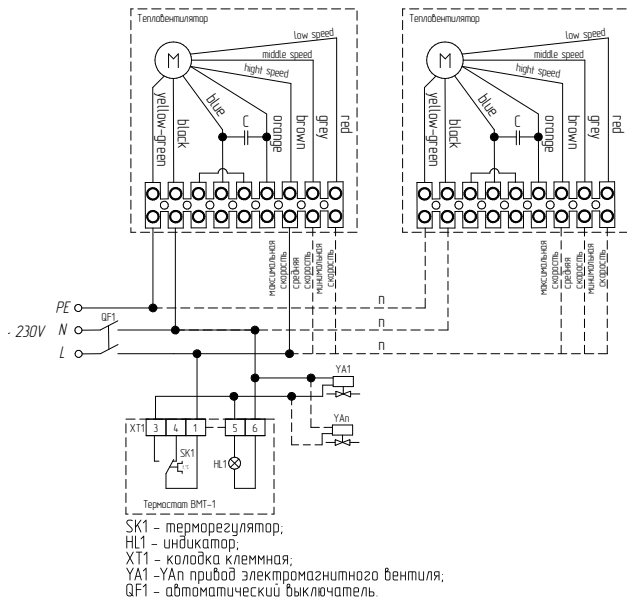 Тепловентилятор
Тепловентилятор
low speed
low speed
middle speed
middle speed
hight speed
hight speed
M
M
yellow-green
black
blue
C
orange
brown
grey
red
yellow-green
black
blue
C
orange
brown
grey
red
максимальная
скорость
средняя
скорость
минимальная
скорость
максимальная
скорость
средняя
скорость
минимальная
скорость
PE
n
~ 230V
QF1
N
n
L
n
YA1
YAn
XT1
3
4
1
5
6
SK1
t°C
HL1
Термостат ВМТ-1
SK1 – терморегулятор;
HL1 – индикатор;
XT1 – колодка клеммная;
YA1 -YAn привод электромагнитного вентиля;
QF1 – автоматический выключатель.